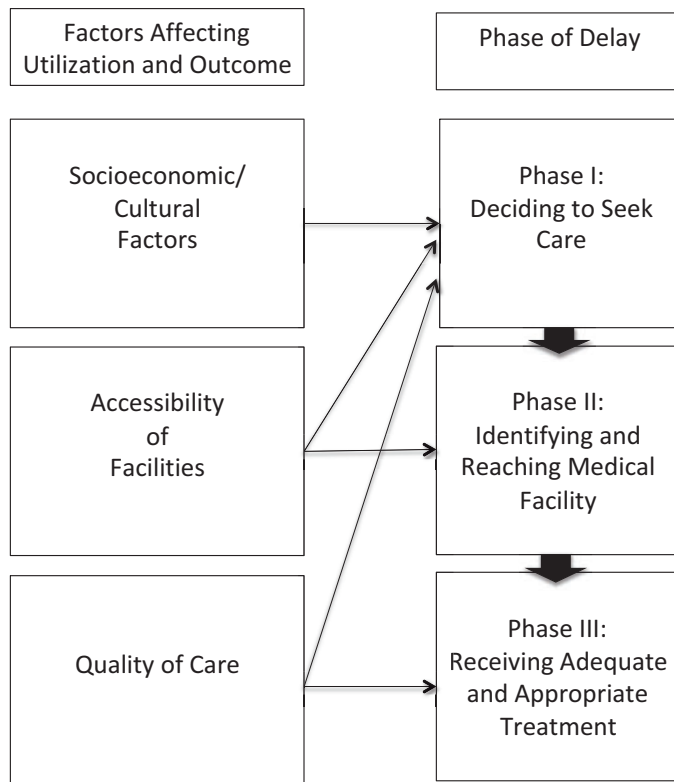 Factors Affecting
Utilization and Outcome
Phase of Delay
Socioeconomic/
Cultural
Factors
Phase I:
Deciding to Seek
Care
Accessibility
of
Facilities
Phase II:
Identifying and
Reaching Medical
Facility
Quality of Care
Phase III:
Receiving Adequate
and Appropriate
Treatment